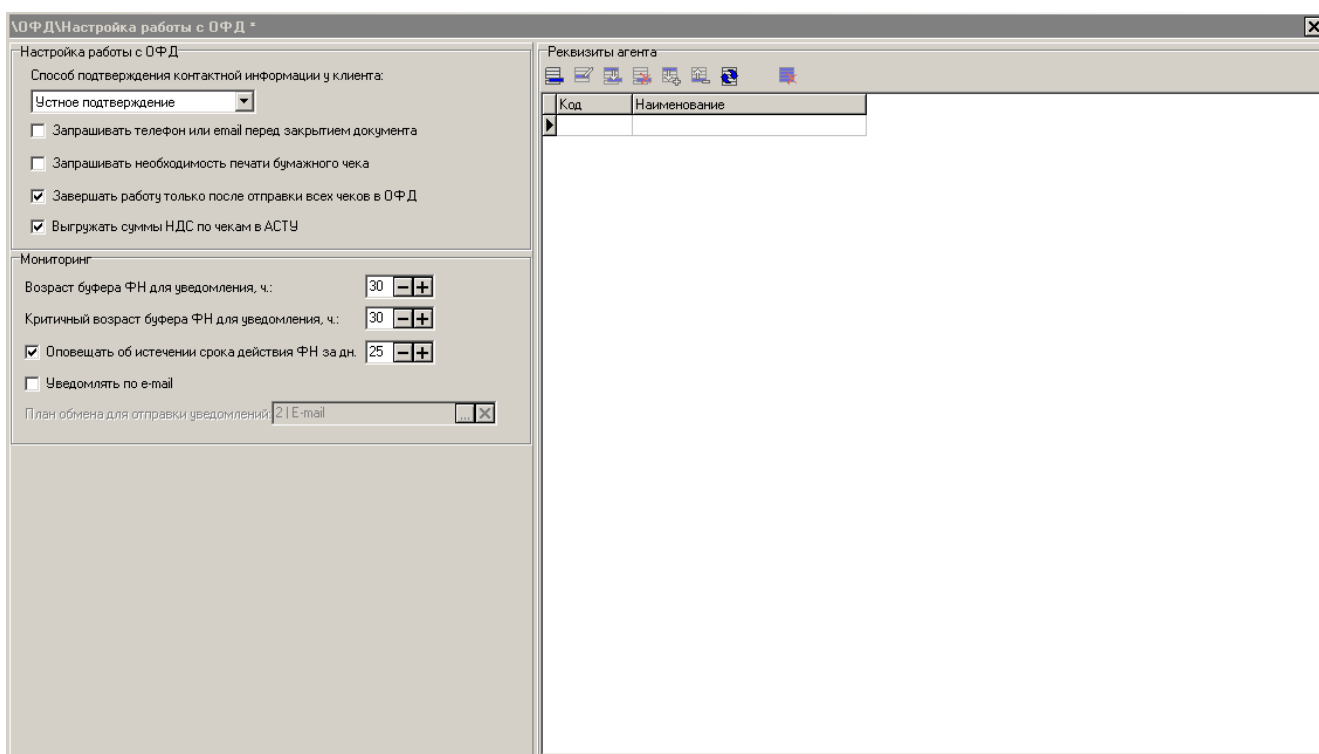 \ОФД\Настройка работы с ОФД *
Настройка работы с ОФД
Способ подтверждения контактной информации у клиента:
Устное подтверждение
Запрашивать телефон или email перед закрытием документа
Запрашивать необходимость печати бумажного чека
Завершать работу только после отправки всех чеков в ОФД
Выгружать суммы НДС по чекам в АСТУ
Мониторинг
Возраст буфера ФН для уведомления, ч.: 30
Критичный возраст буфера ФН для уведомления, ч.: 30
Оповещать об истечении срока действия ФН за дн. 25
Уведомлять по e-mail
План обмена для отправки уведомлений: 2 | E-mail ...
Реквизиты агента
Код Наименование